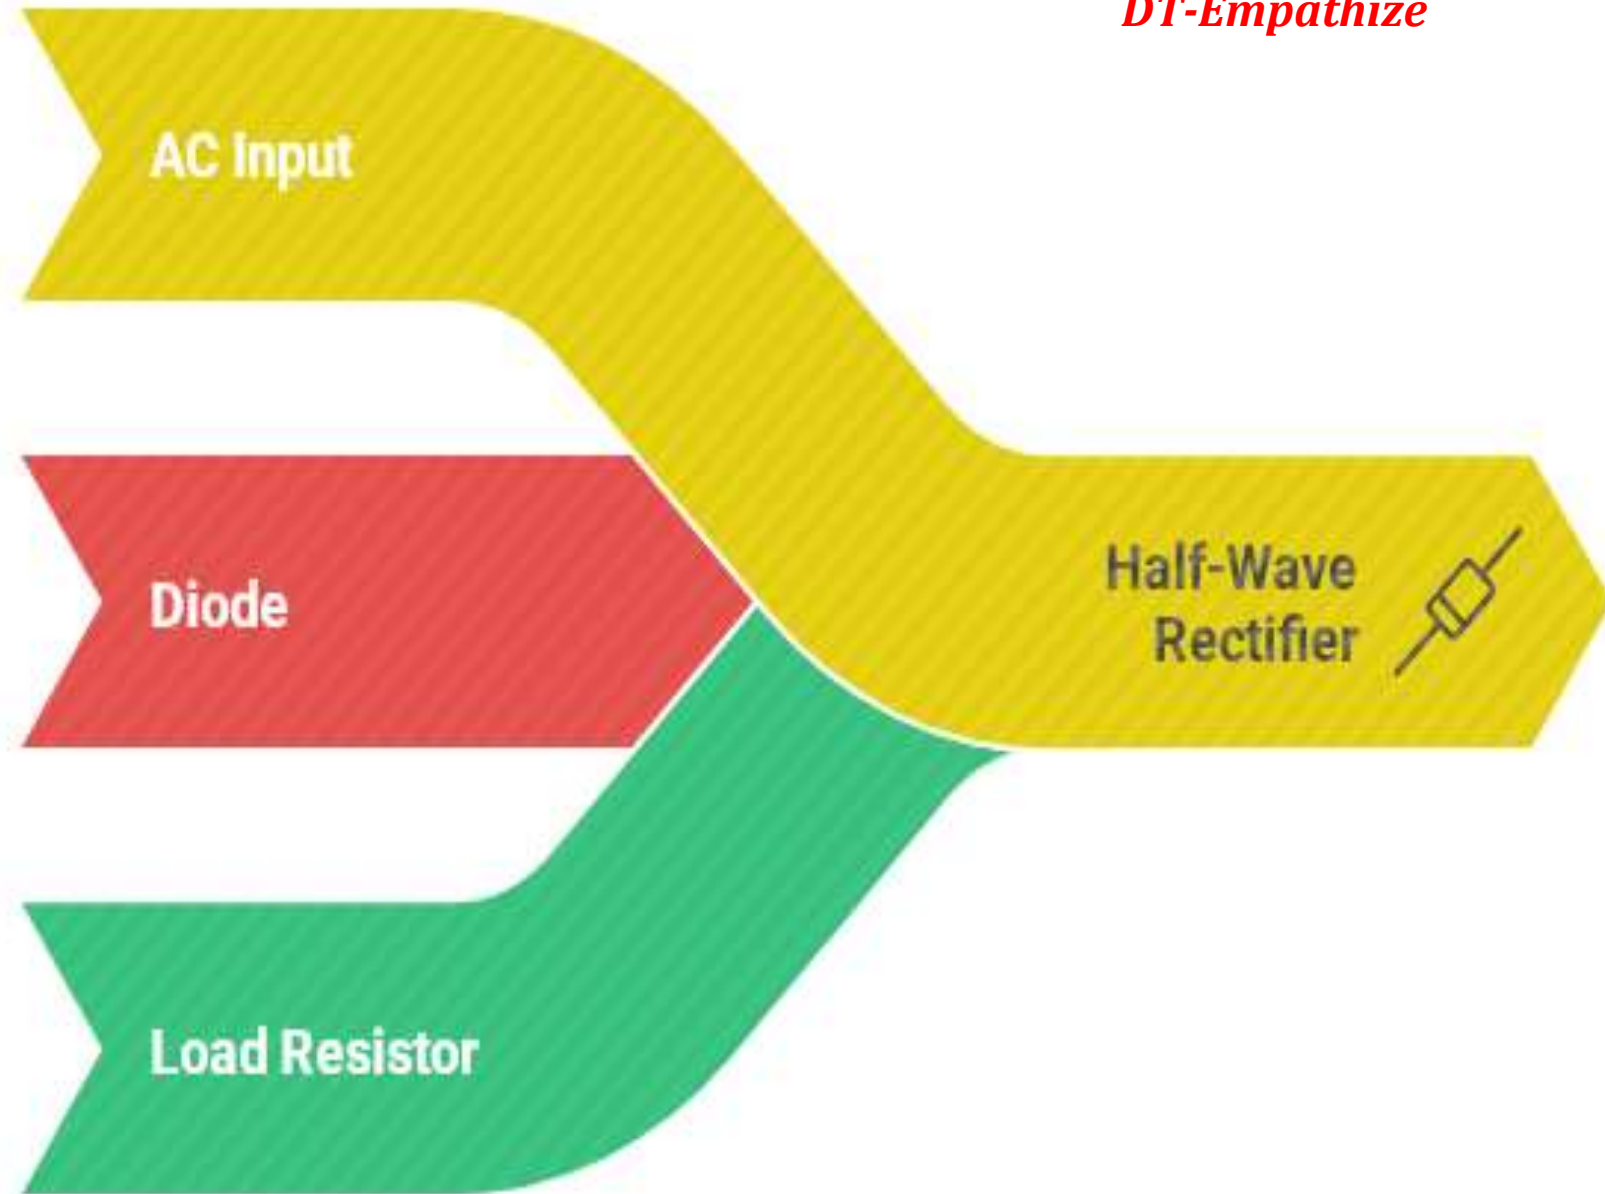 DT-Empathize
AC Input
Diode
Half-Wave
Rectifier
Load Resistor